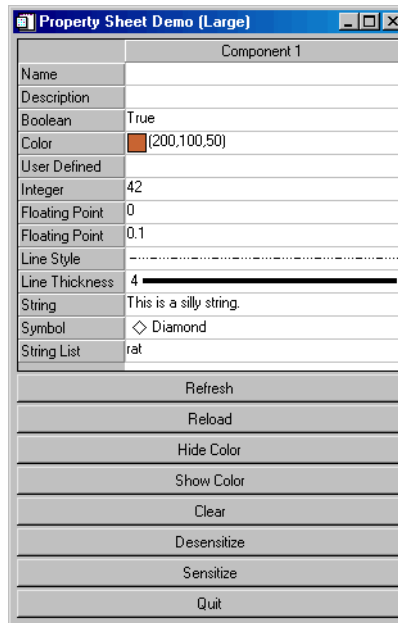 Property Sheet Demo (Large)
Component 1
Name
Description
Boolean True
Color (200,100,50)
User Defined
Integer 42
Floating Point 0
Floating Point 0.1
Line Style
Line Thickness 4
String This is a silly string.
Symbol Diamond
String List rat
Refresh
Reload
Hide Color
Show Color
Clear
Desensitize
Sensitize
Quit